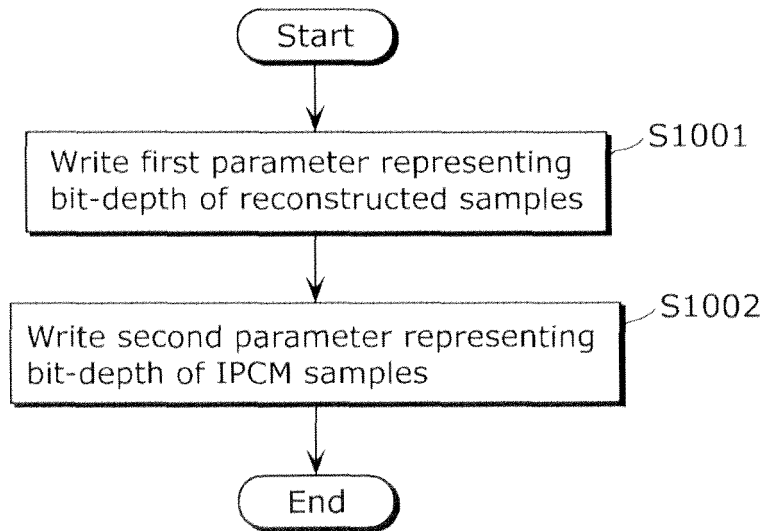 Start
Write first parameter representing
bit-depth of reconstructed samples
S1001
Write second parameter representing
bit-depth of IPCM samples
S1002
End